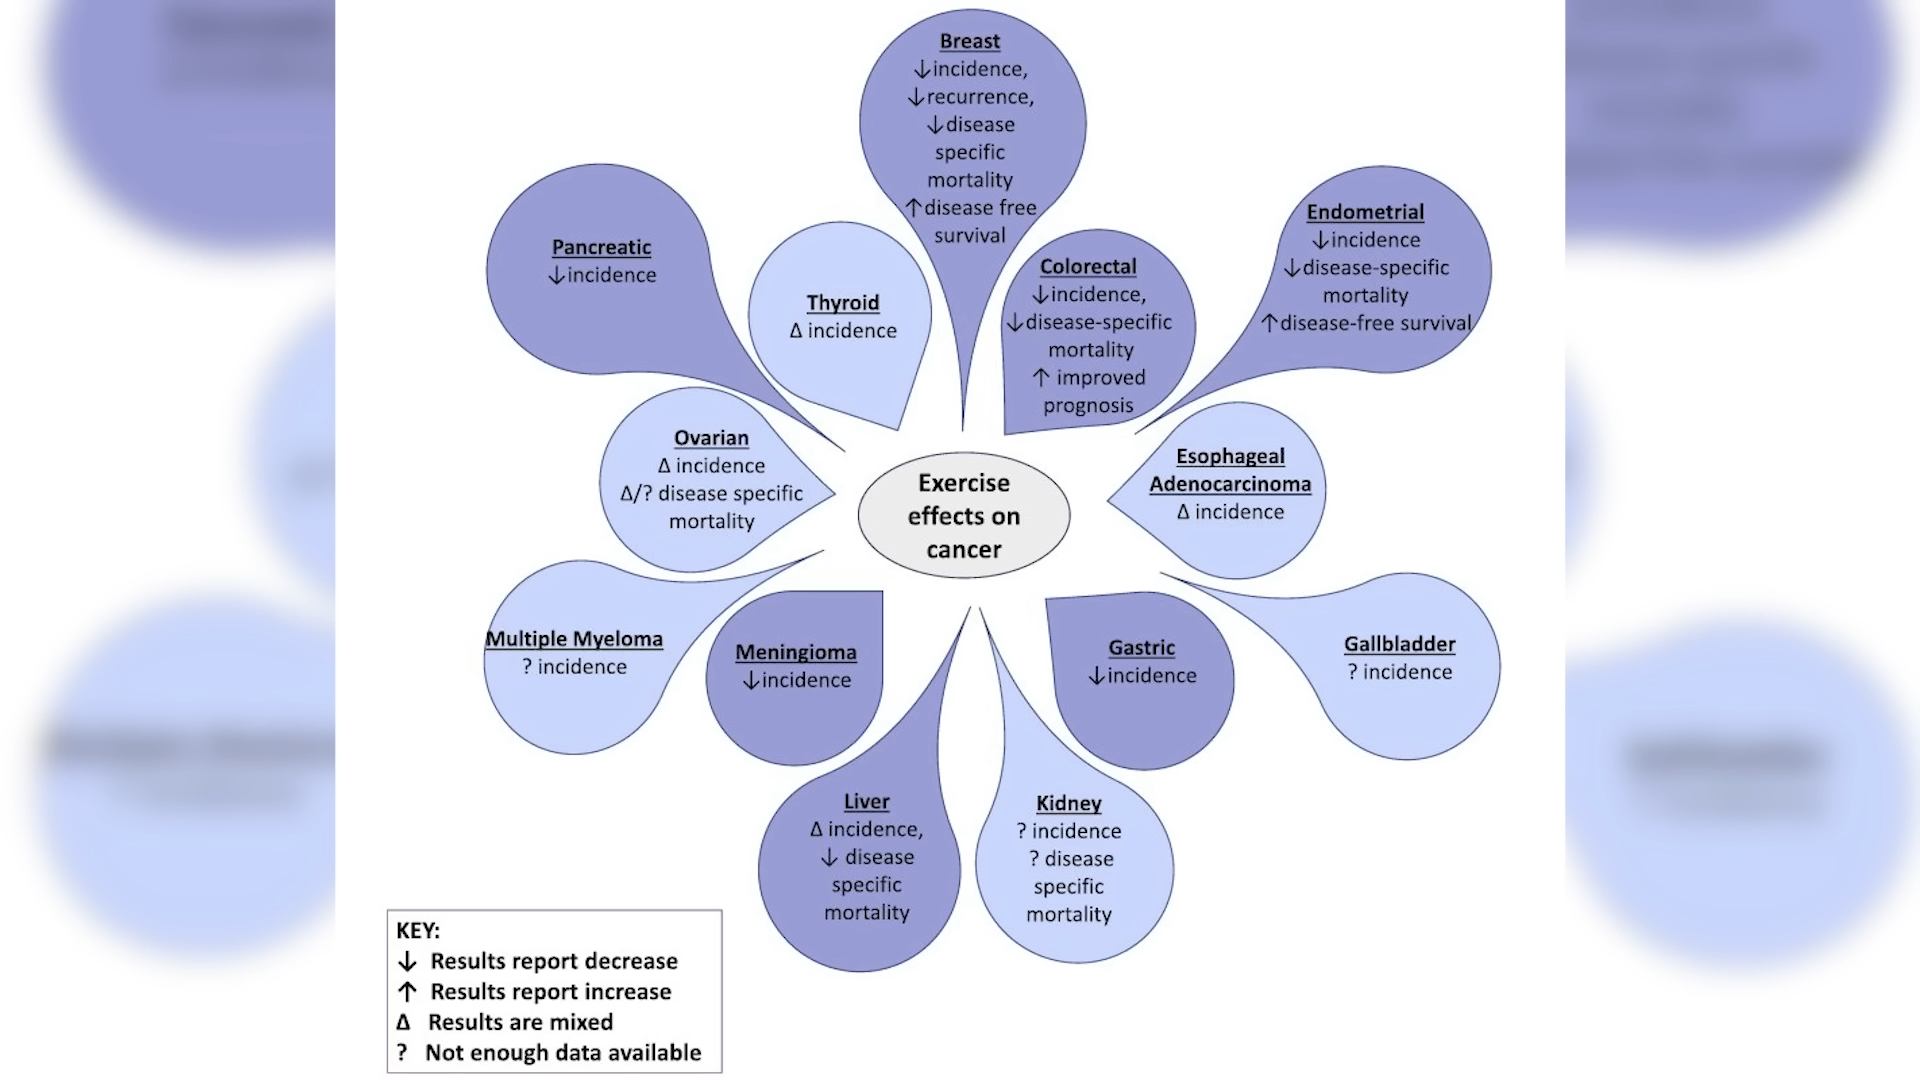 Breast
↓incidence,
↓recurrence,
↓disease
specific
mortality
↑disease free
survival
Pancreatic
↓incidence
Thyroid
Δ incidence
Colorectal
↓incidence,
↓disease-specific
mortality
↑ improved
prognosis
Endometrial
↓incidence
↓disease-specific
mortality
↑disease-free survival
Ovarian
Δ incidence
Δ/? disease specific
mortality
Exercise
effects on
cancer
Esophageal
Adenocarcinoma
Δ incidence
Multiple Myeloma
? incidence
Meningioma
↓incidence
Gastric
↓incidence
Gallbladder
? incidence
Liver
Δ incidence,
↓ disease
specific
mortality
Kidney
? incidence
? disease
specific
mortality
KEY:
↓ Results report decrease
↑ Results report increase
Δ Results are mixed
? Not enough data available